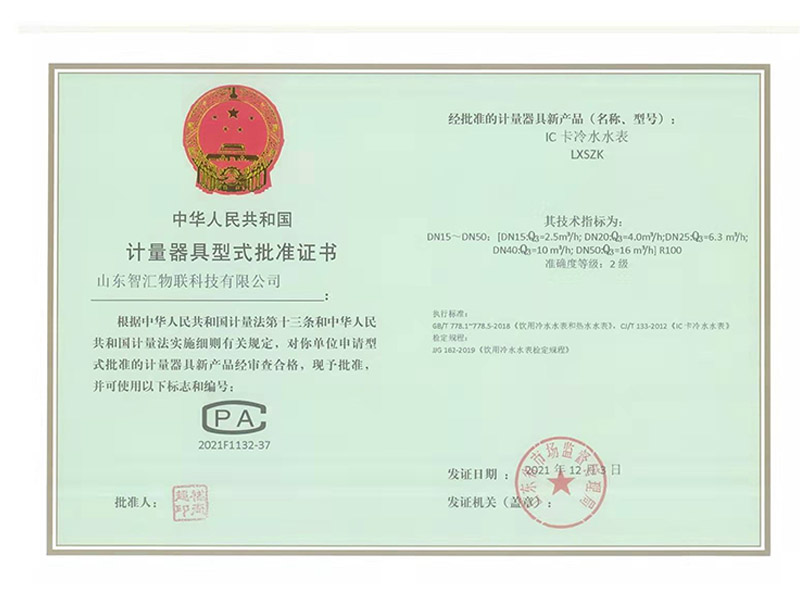 中华人民共和国
计量器具型式批准证书
山东智汇物联科技有限公司
：
根据中华人民共和国计量法第十三条和中华人民
共和国计量法实施细则有关规定，对你单位申请型
式批准的计量器具新产品经审查合格，现予批准，
并可使用以下标志和编号：
CPA
2021F1132-37
批准人：
经批准的计量器具新产品（名称、型号）：
IC 卡冷水水表
LXSZK
其技术指标为：
DN15～DN50：[DN15:Q₃=2.5m³/h; DN20:Q₃=4.0m³/h;DN25:Q₃=6.3 m³/h;
DN40:Q₃=10 m³/h; DN50:Q₃=16 m³/h] R100
准确度等级：2 级
执行标准：
GB/T 778.1~778.5-2018《饮用冷水水表和热水水表》、CJ/T 133-2012《IC 卡冷水水表》
检定规程：
JJG 162-2019《饮用冷水水表检定规程》
发证日期：
2021 年 12 月 3 日
发证机关（盖章）：
市场监督管理局